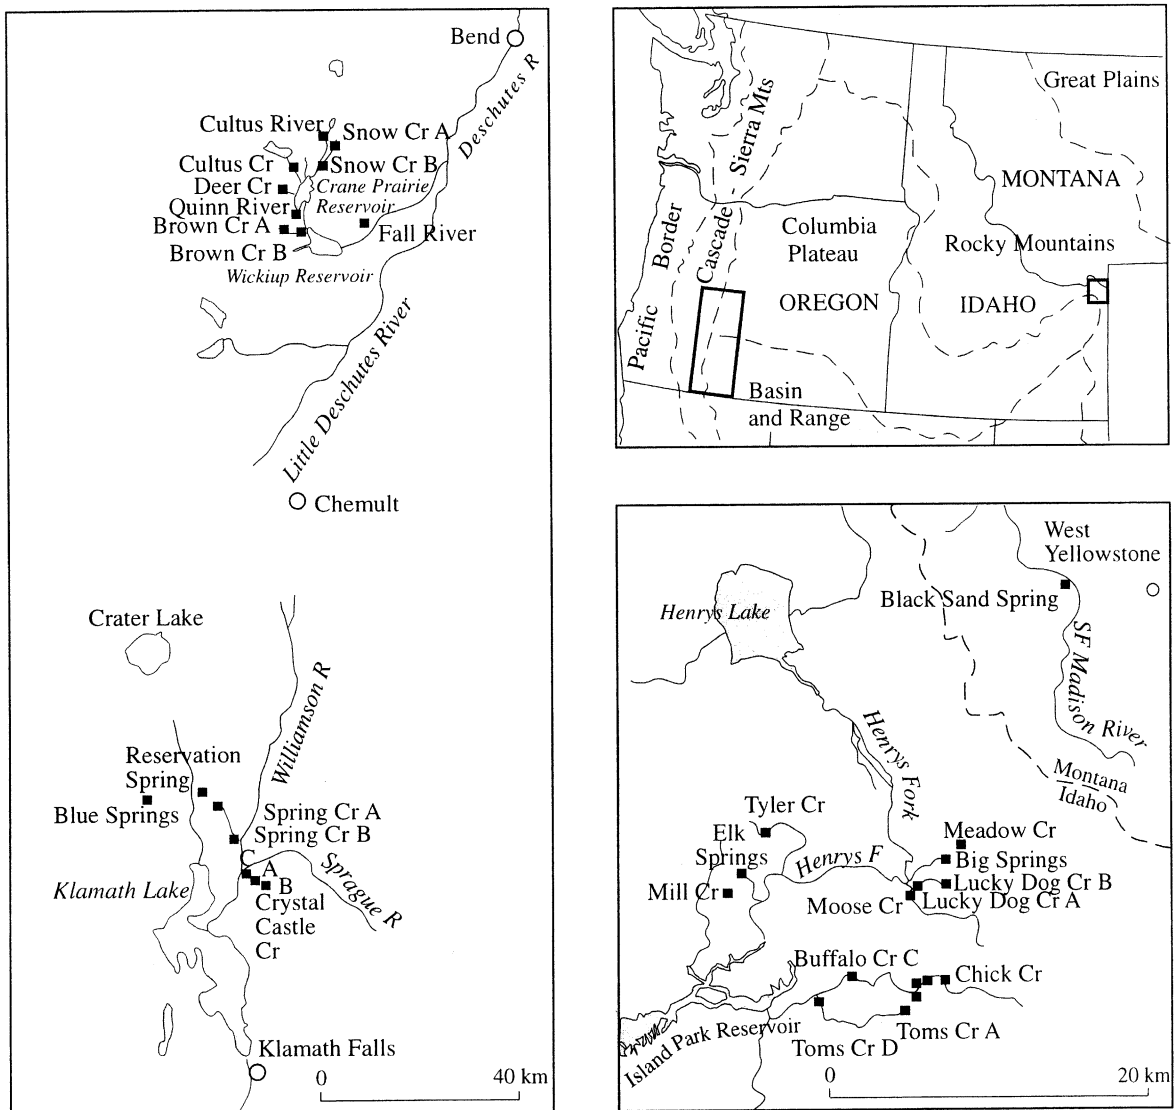 Bend
Deschutes R
Cultus River
Snow Cr A
Cultus Cr
Snow Cr B
Deer Cr
Crane Prairie
Reservoir
Quinn River
Brown Cr A
Fall River
Brown Cr B
Wickiup Reservoir
Little Deschutes River
Chemult
Crater Lake
Williamson R
Reservation
Spring
Blue Springs
Spring Cr A
Spring Cr B
C
A
B
Sprague R
Klamath Lake
Crystal
Castle
Cr
Klamath Falls
0
40 km
Great Plains
Cascade - Sierra Mts
MONTANA
Pacific Border
Columbia
Plateau
Rocky Mountains
OREGON
IDAHO
Basin
and Range
West
Yellowstone
Black Sand Spring
Henrys Lake
SF Madison River
Henrys Fork
Montana
Idaho
Tyler Cr
Elk
Springs
Henrys F
Meadow Cr
Big Springs
Mill Cr
Lucky Dog Cr B
Moose Cr
Lucky Dog Cr A
Buffalo Cr C
Chick Cr
Island Park Reservoir
Toms Cr A
Toms Cr D
0
20 km